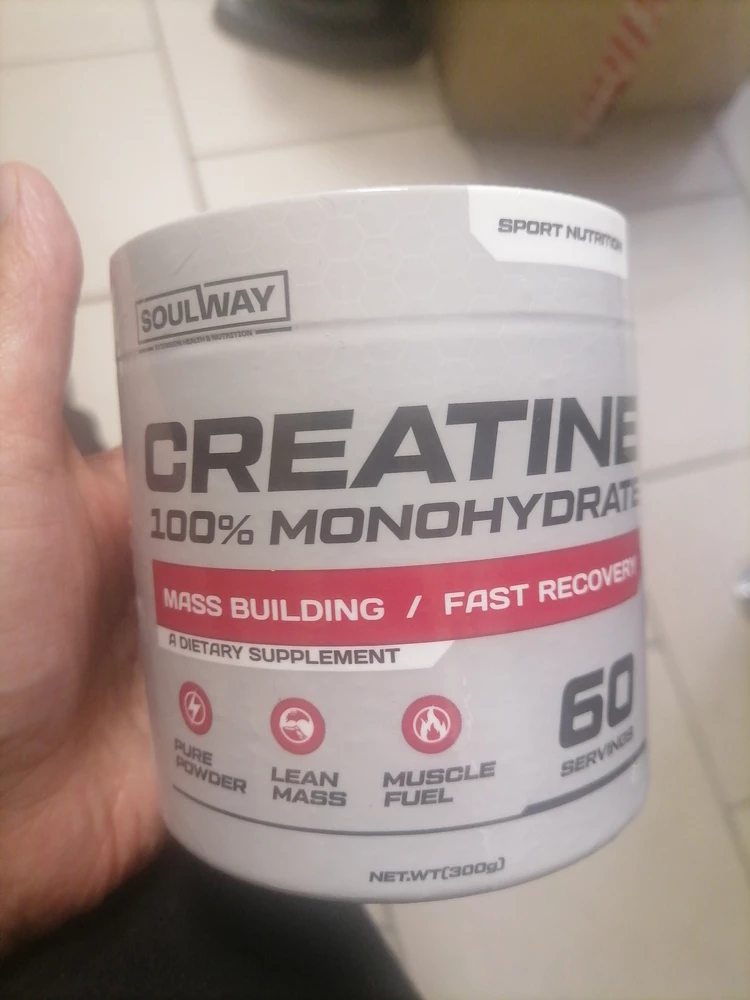 SPORT NUTRITION
SOULWAY
CREATINE
100% MONOHYDRATE
MASS BUILDING / FAST RECOVERY
A DIETARY SUPPLEMENT
60
SERVINGS
PURE
POWDER
LEAN
MASS
MUSCLE
FUEL
NET.WT(300g)